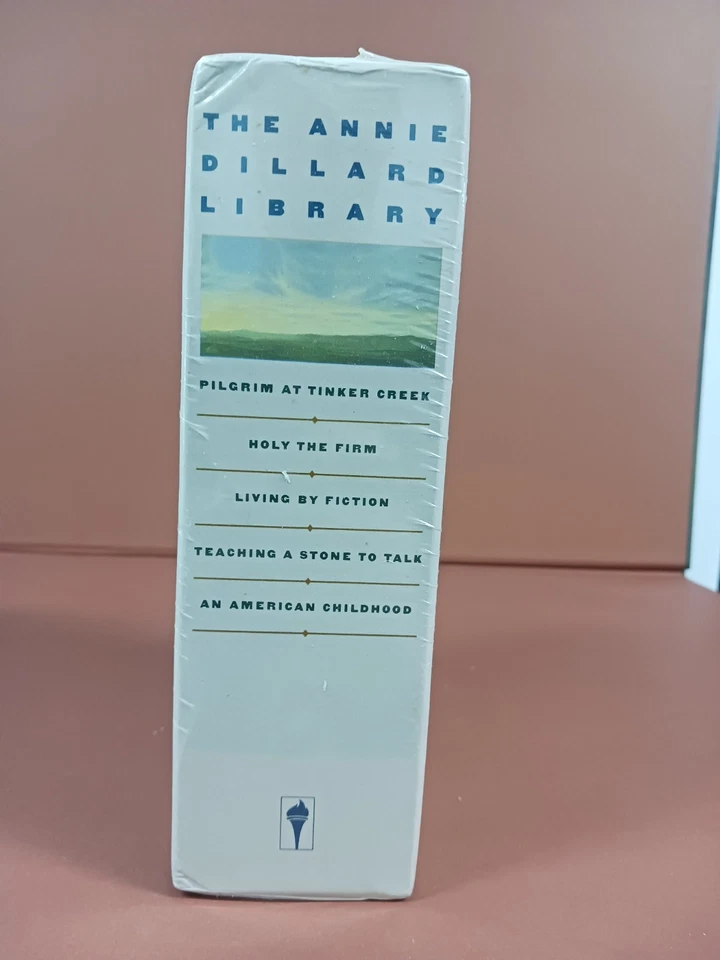 THE ANNIE
DILLARD
LIBRARY
PILGRIM AT TINKER CREEK
HOLY THE FIRM
LIVING BY FICTION
TEACHING A STONE TO TALK
AN AMERICAN CHILDHOOD